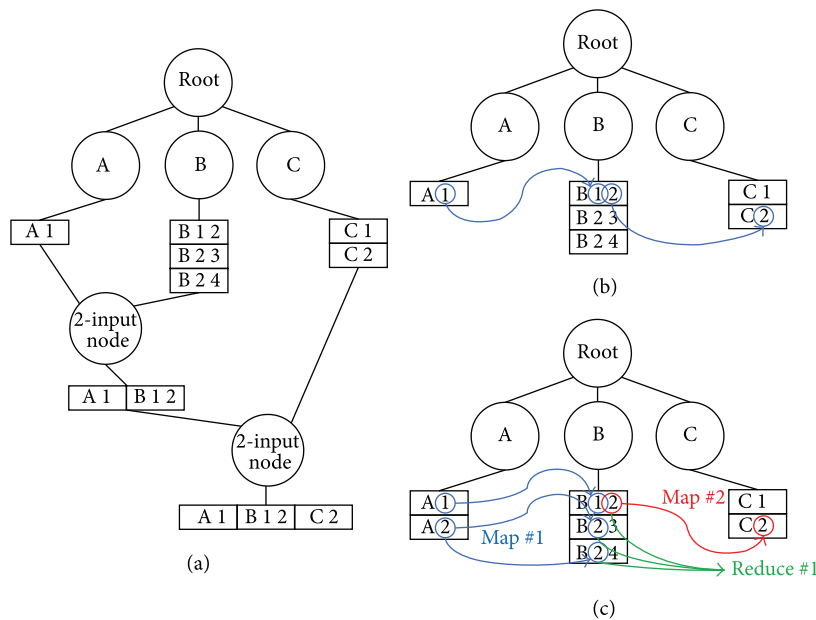 Root
A
B
C
A 1
B 1 2
B 2 3
B 2 4
C 1
C 2
2-input
node
A 1 B 1 2
2-input
node
A 1 B 1 2 C 2
(a)
Root
A
B
C
A 1
B 1 2
B 2 3
B 2 4
C 1
C 2
(b)
Root
A
B
C
A 1
A 2
Map #1
B 1 2
B 2 3
B 2 4
Map #2
C 1
C 2
Reduce #1
(c)